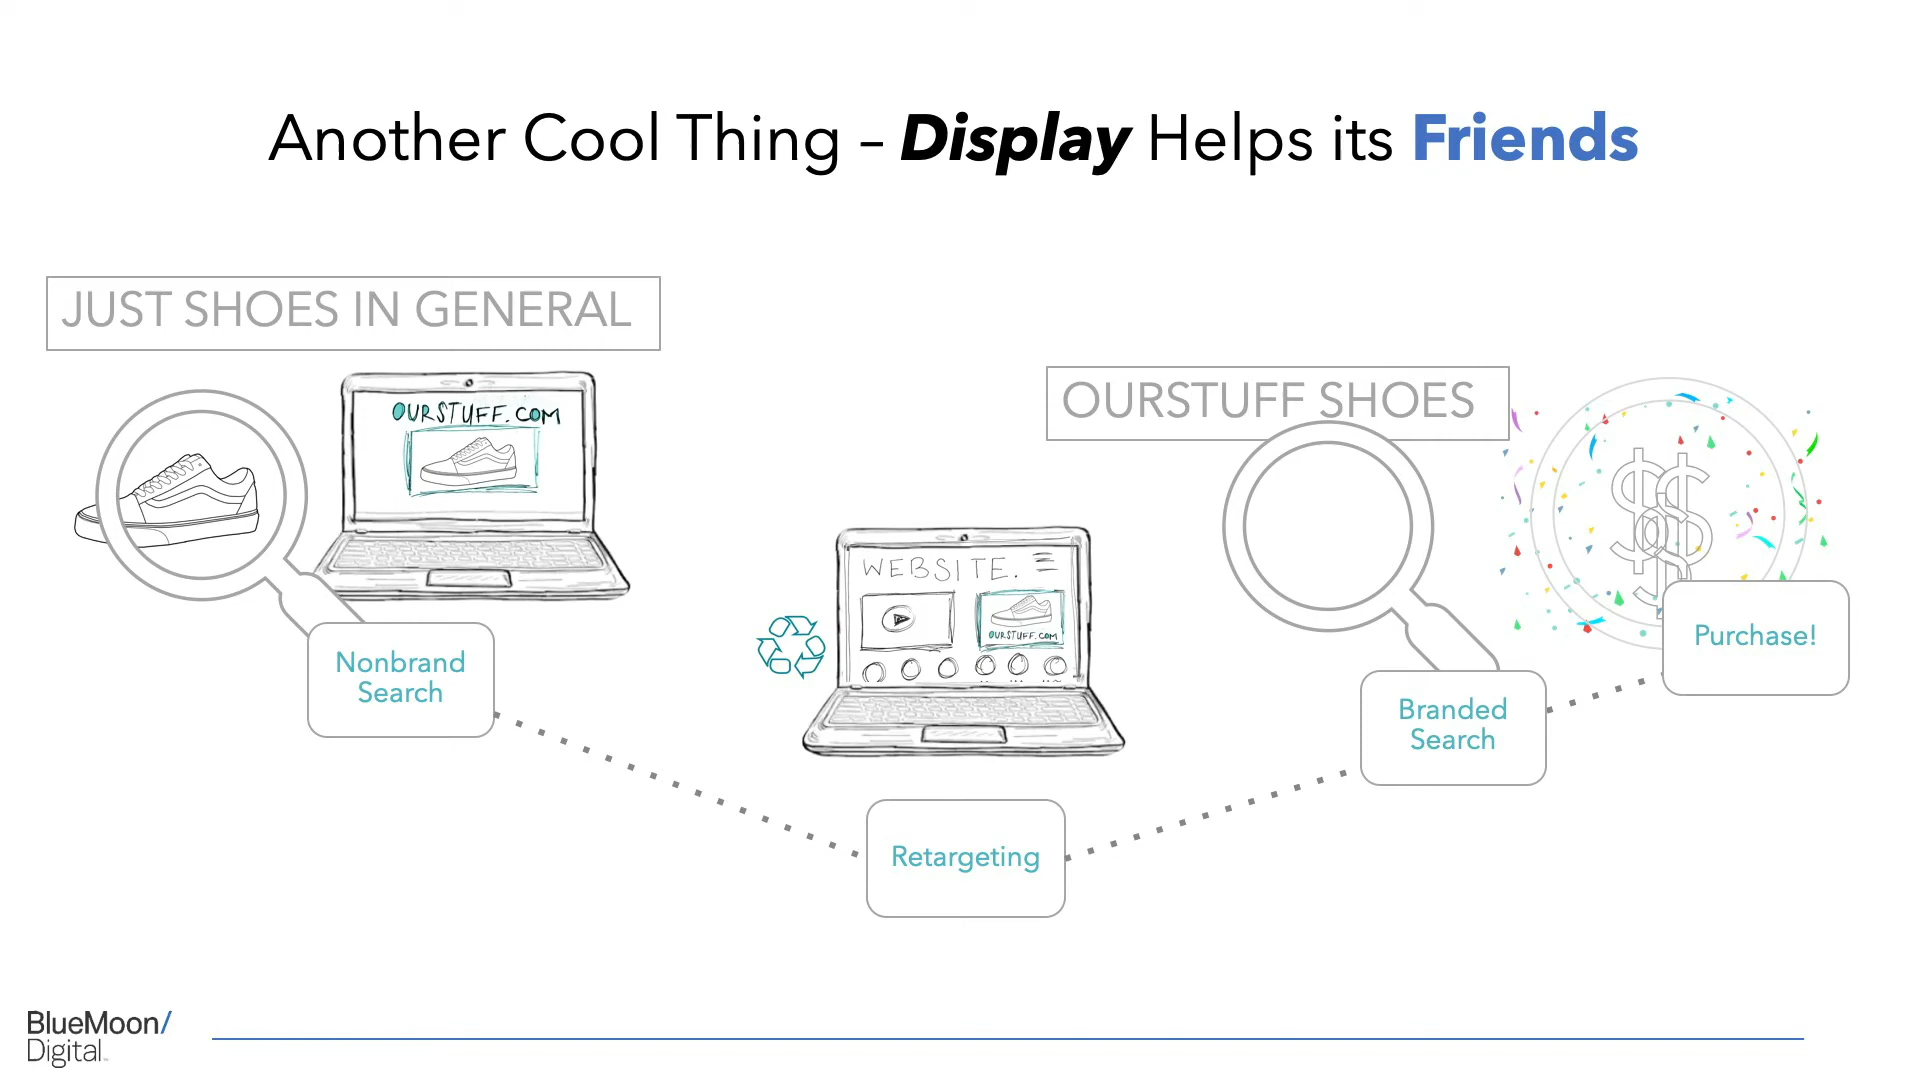 Another Cool Thing – Display Helps its Friends
JUST SHOES IN GENERAL
OURSTUFF.COM
OURSTUFF SHOES
WEBSITE.
OURSTUFF.COM
Nonbrand
Search
Purchase!
Branded
Search
Retargeting
BlueMoon/
Digital